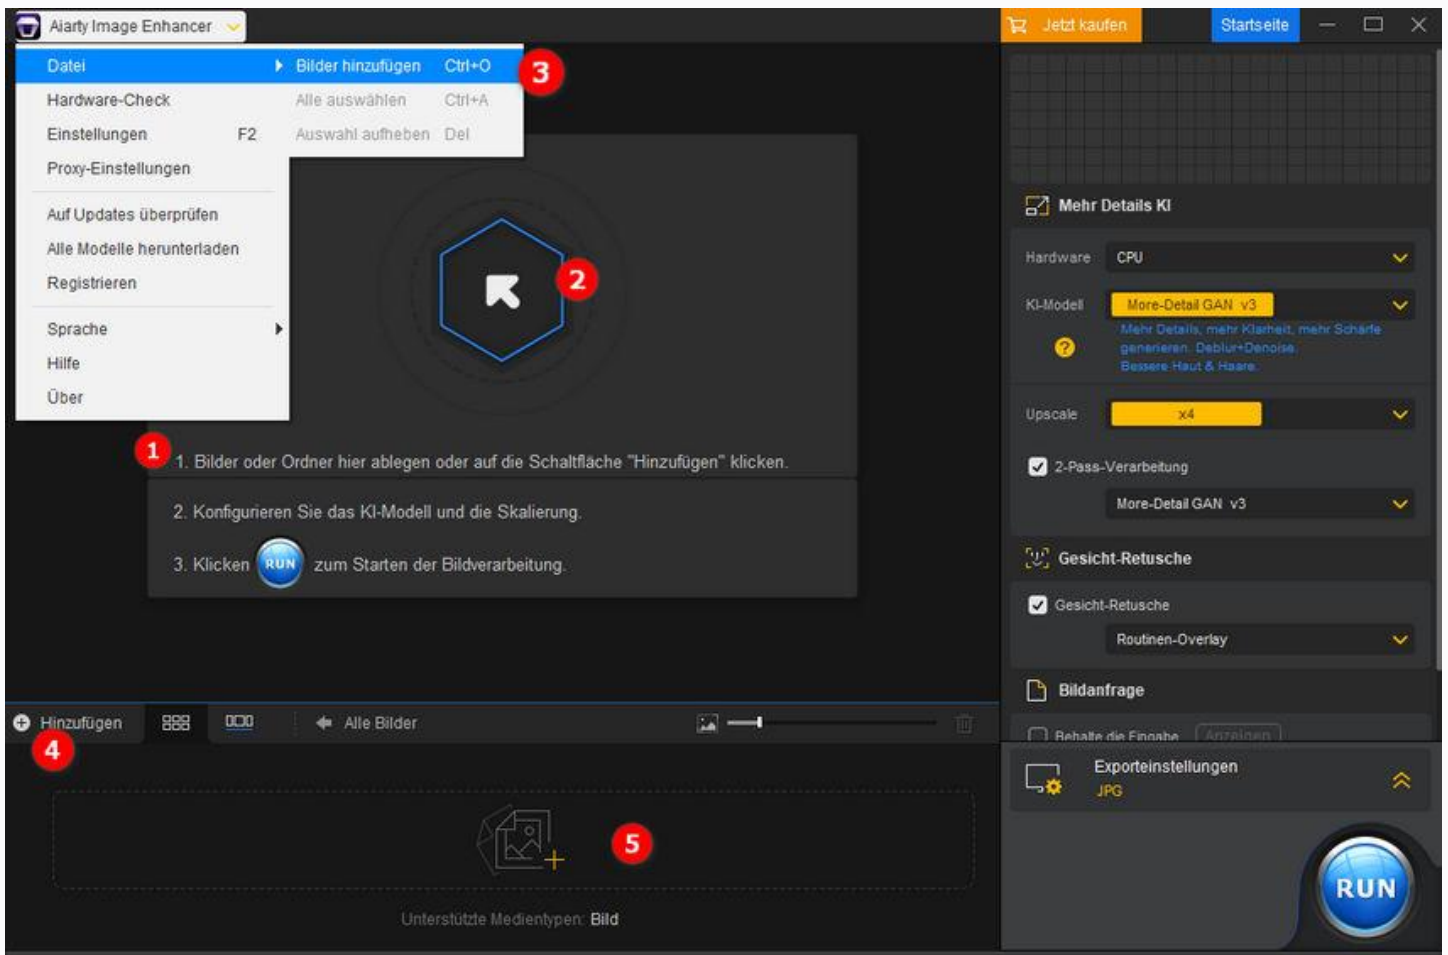 Aiarty Image Enhancer
Jetzt kaufen
Startseite
Datei
Bilder hinzufügen Ctrl+O
3
Hardware-Check
Alle auswählen Ctrl+A
Einstellungen F2
Auswahl aufheben Del
Proxy-Einstellungen
Auf Updates überprüfen
Alle Modelle herunterladen
Registrieren
Sprache
Hilfe
Über
2
1
1. Bilder oder Ordner hier ablegen oder auf die Schaltfläche "Hinzufügen" klicken.
2. Konfigurieren Sie das KI-Modell und die Skalierung.
3. Klicken RUN zum Starten der Bildverarbeitung.
Mehr Details KI
Hardware CPU
KI-Modell More-Detail GAN v3
Mehr Details, mehr Klarheit, mehr Schärfe
generieren. Deblur+Denoise.
Bessere Haut & Haare.
?
Upscale x4
2-Pass-Verarbeitung
More-Detail GAN v3
Gesicht-Retusche
Gesicht-Retusche
Routinen-Overlay
Bildanfrage
Behalte die Eingabe Anzeigen
Hinzufügen
Alle Bilder
4
5
Unterstützte Medientypen: Bild
Exporteinstellungen
JPG
RUN